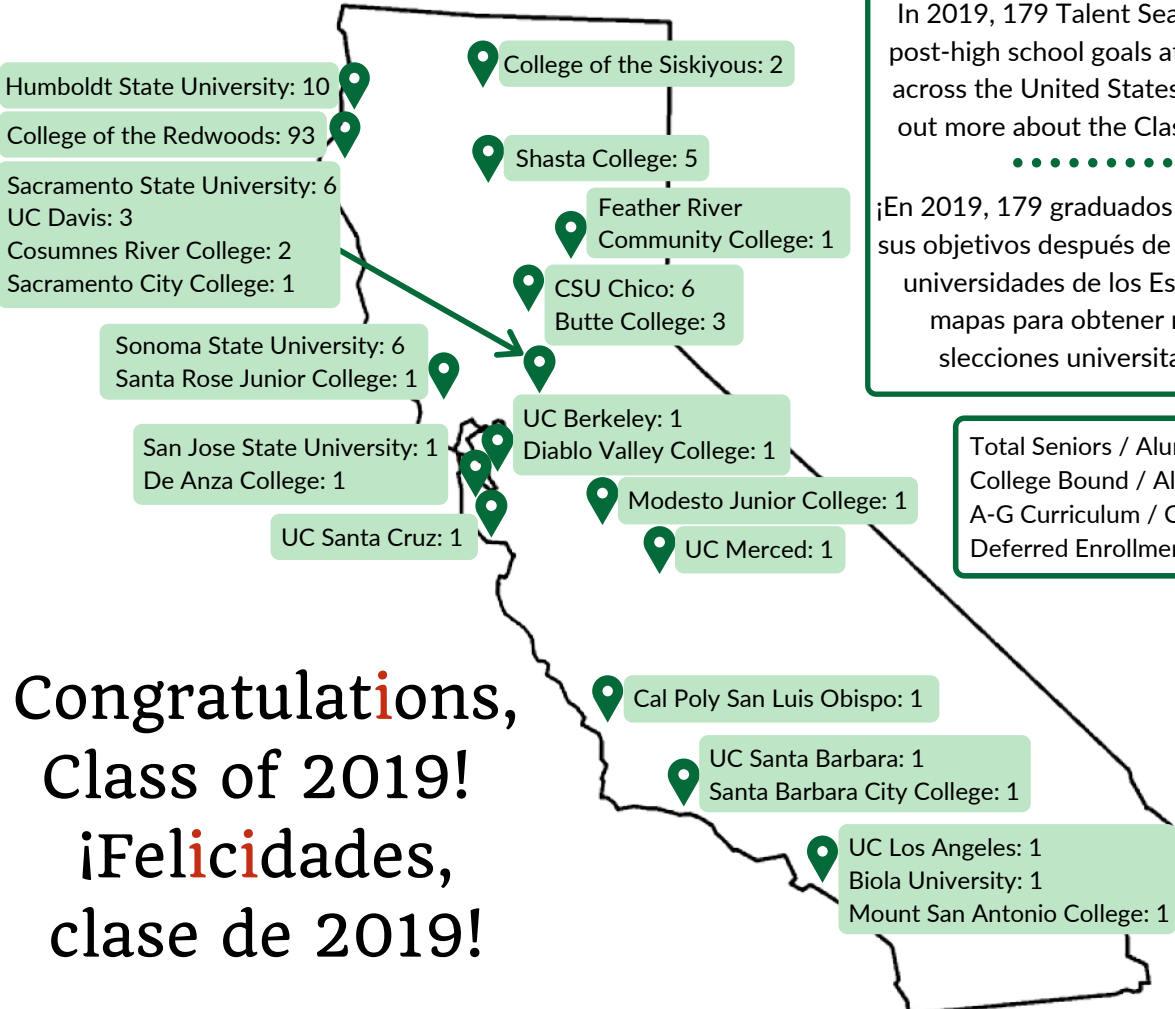 Humboldt State University: 10
College of the Redwoods: 93
Sacramento State University: 6
UC Davis: 3
Cosumnes River College: 2
Sacramento City College: 1
College of the Siskiyous: 2
Shasta College: 5
Feather River
Community College: 1
CSU Chico: 6
Butte College: 3
Sonoma State University: 6
Santa Rose Junior College: 1
UC Berkeley: 1
Diablo Valley College: 1
San Jose State University: 1
De Anza College: 1
Modesto Junior College: 1
UC Santa Cruz: 1
UC Merced: 1
Cal Poly San Luis Obispo: 1
UC Santa Barbara: 1
Santa Barbara City College: 1
UC Los Angeles: 1
Biola University: 1
Mount San Antonio College: 1
In 2019, 179 Talent
post-high school goals
across the United States
out more about the
¡En 2019, 179 graduados
sus objetivos después de
universidades de los
mapas para obtener
slecciones
Total Seniors /
College Bound /
A-G Curriculum /
Deferred
Congratulations,
Class of 2019!
¡Felicidades,
clase de 2019!